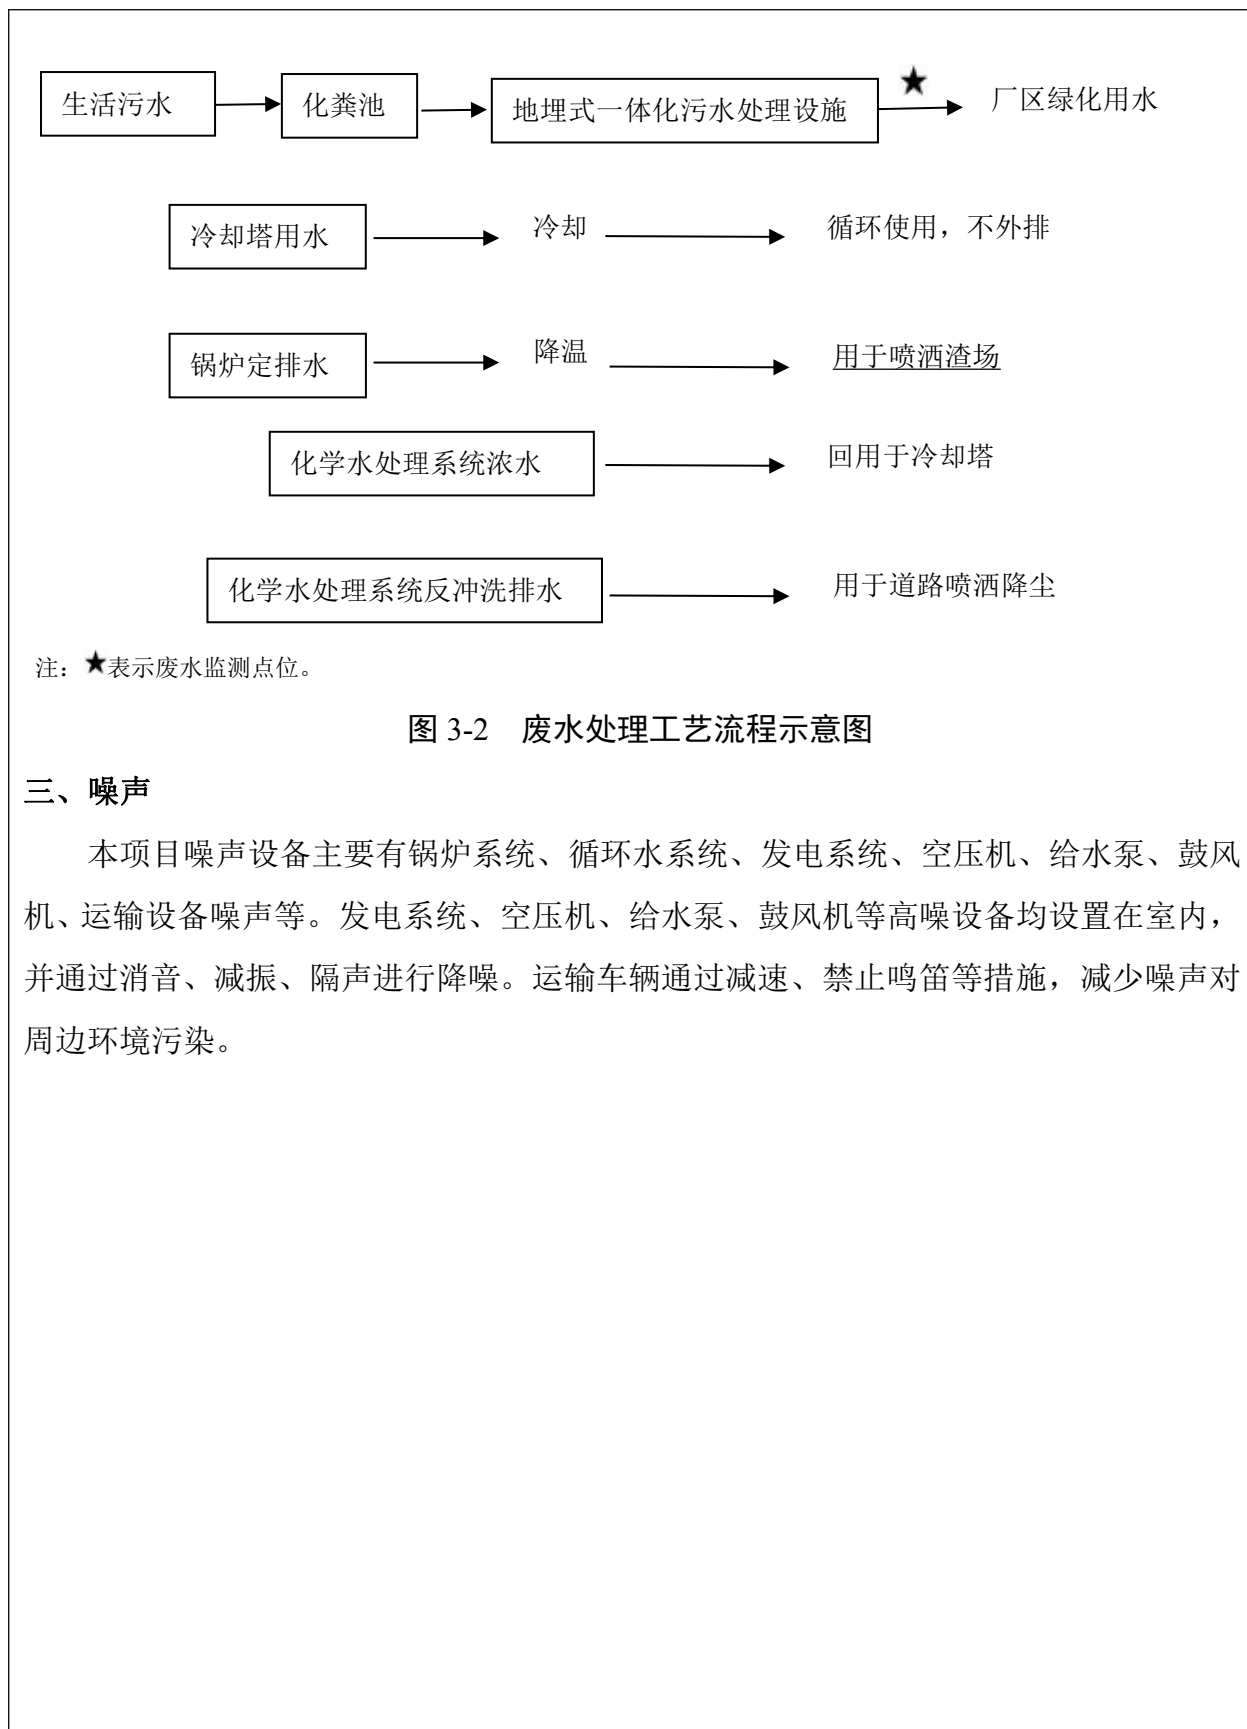 生活污水 化粪池 地埋式一体化污水处理设施 ★ 厂区绿化用水
冷却塔用水 冷却 循环使用，不外排
锅炉定排水 降温 用于喷洒渣场
化学水处理系统浓水 回用于冷却塔
化学水处理系统反冲洗排水 用于道路喷洒降尘
注：★表示废水监测点位。
图 3-2 废水处理工艺流程示意图
三、噪声
本项目噪声设备主要有锅炉系统、循环水系统、发电系统、空压机、给水泵、鼓风
机、运输设备噪声等。发电系统、空压机、给水泵、鼓风机等高噪设备均设置在室内，
并通过消音、减振、隔声进行降噪。运输车辆通过减速、禁止鸣笛等措施，减少噪声对
周边环境污染。